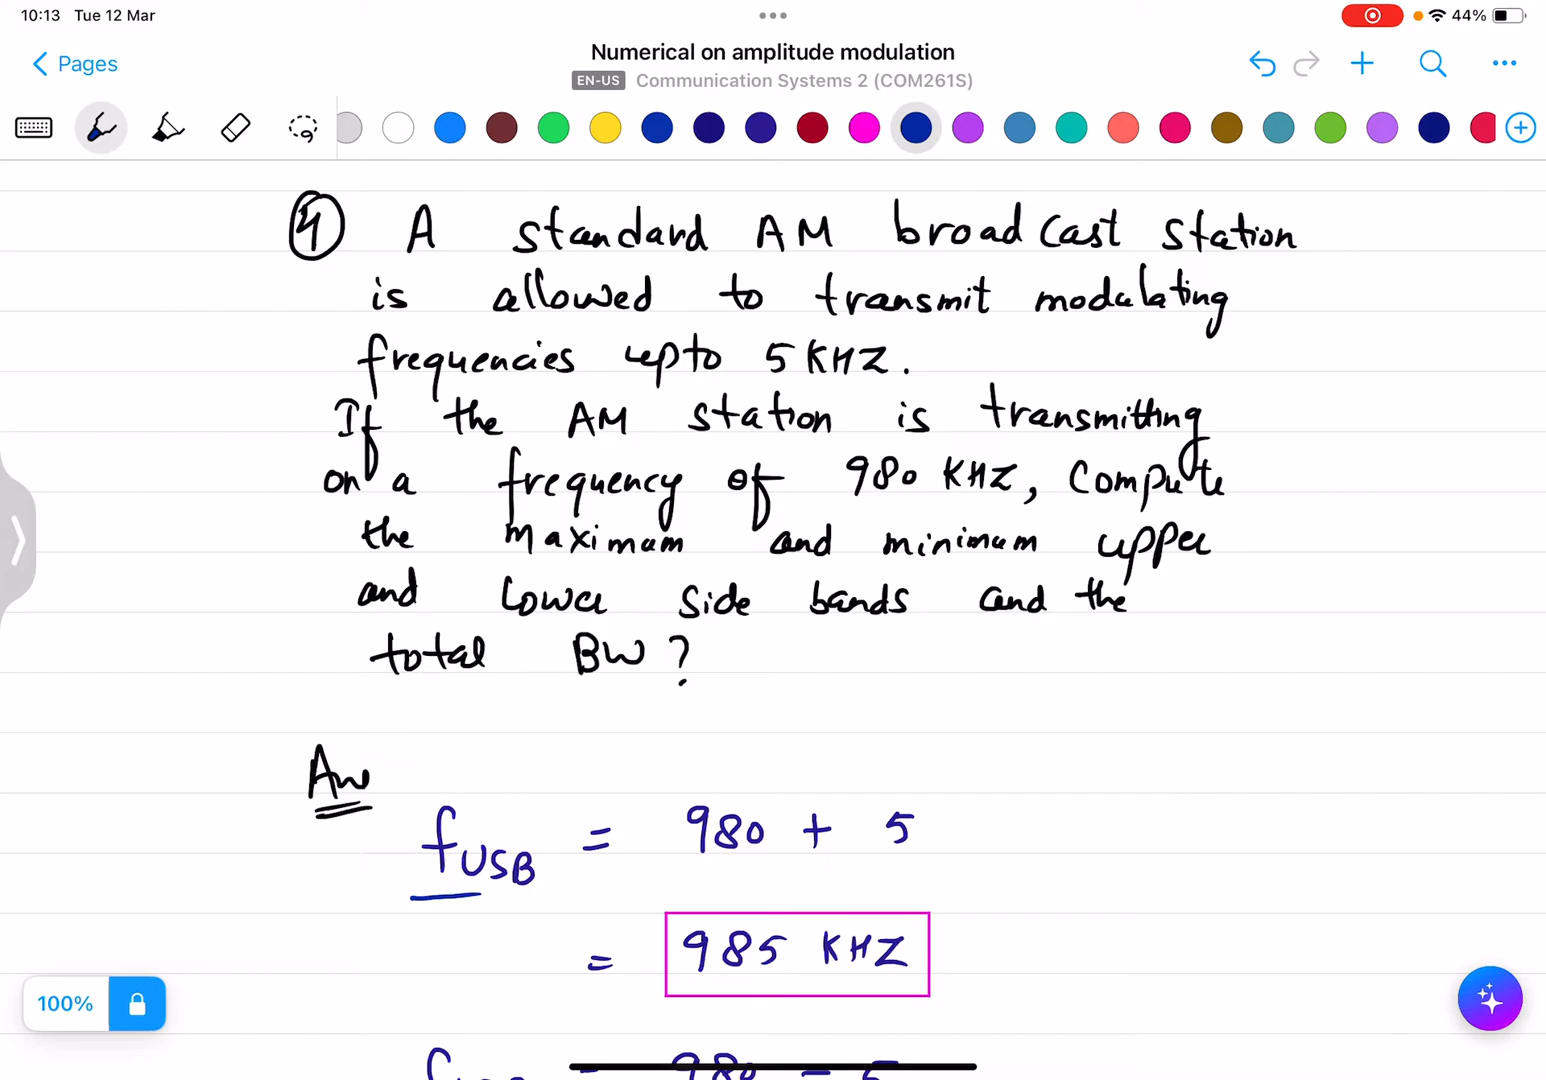 10:13 Tue 12 Mar
44%
Pages
Numerical on amplitude modulation
EN-US Communication Systems 2 (COM261S)
4 A standard AM broadcast station
is allowed to transmit modulating
frequencies upto 5 KHZ.
If the AM station is transmitting
on a frequency of 980 KHZ, compute
the maximum and minimum upper
and lower side bands and the
total BW?
Ans
fUSB = 980 + 5
= 985 KHZ
980 - 5
100%